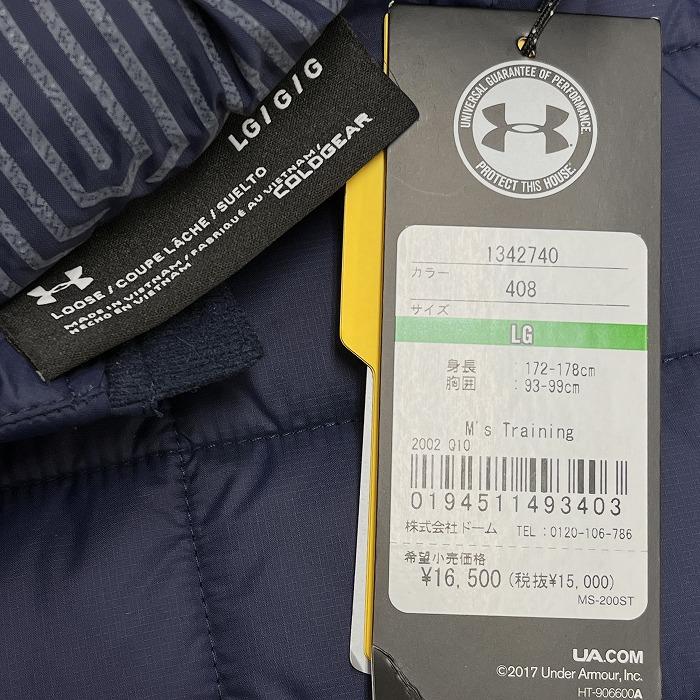 LG/G/G
LOOSE / COUPE LÂCHE / SUELTO
MADE IN VIETNAM / FABRIQUÉ AU VIETNAM/
HECHO EN VIETNAM
COLDGEAR
UNIVERSAL GUARANTEE OF PERFORMANCE
PROTECT THIS HOUSE
1342740
カラー
408
サイズ
LG
身長 : 172-178cm
胸囲 : 93-99cm
M's Training
2002 Q10
0194511493403
株式会社ドーム TEL : 0120-106-786
希望小売価格
¥16,500 (税抜¥15,000)
MS-200ST
UA.COM
©2017 Under Armour, Inc.
HT-906600A